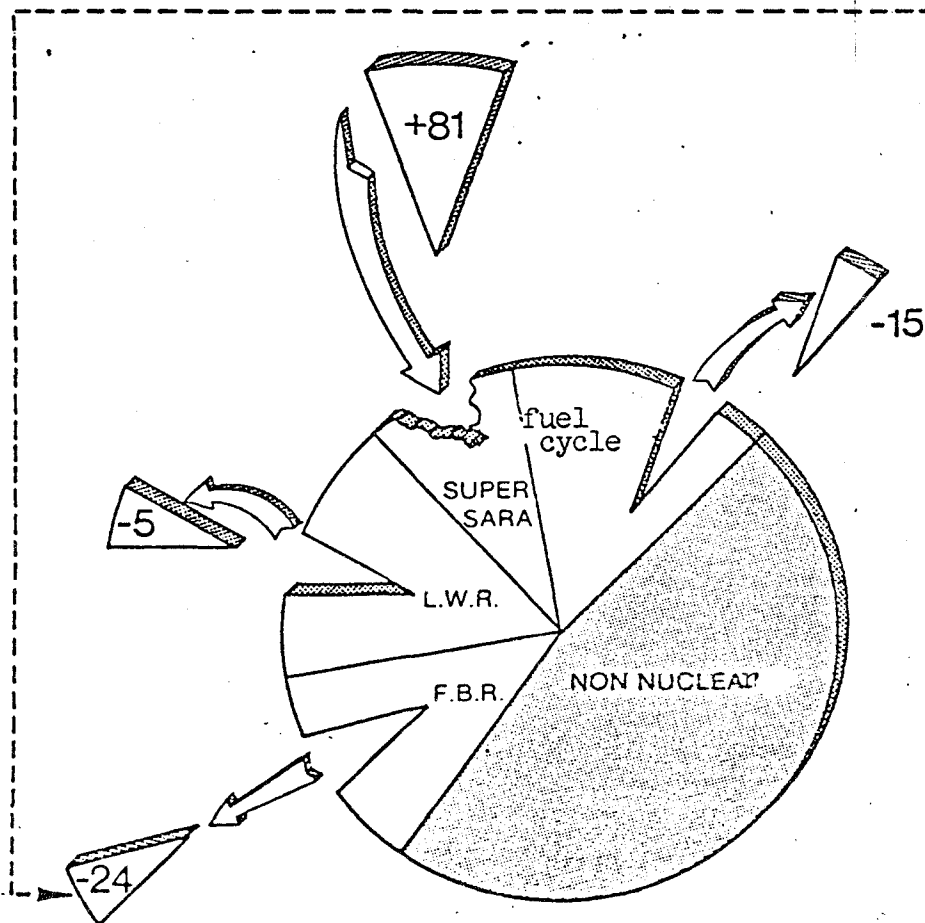 +81
-15
fuel
cycle
SUPER
SARA
-5
L.W.R.
F.B.R.
NON NUCLEAR
-24